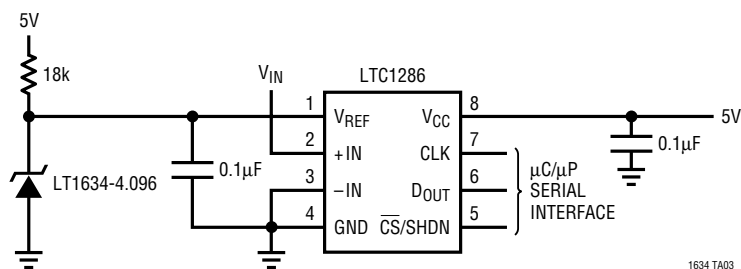 5V
18k
LT1634-4.096
0.1µF
VIN
LTC1286
1
VREF
2
+IN
3
–IN
4
GND
VCC
8
CLK
7
DOUT
6
CS/SHDN
5
µC/µP
SERIAL
INTERFACE
0.1µF
5V
1634 TA03